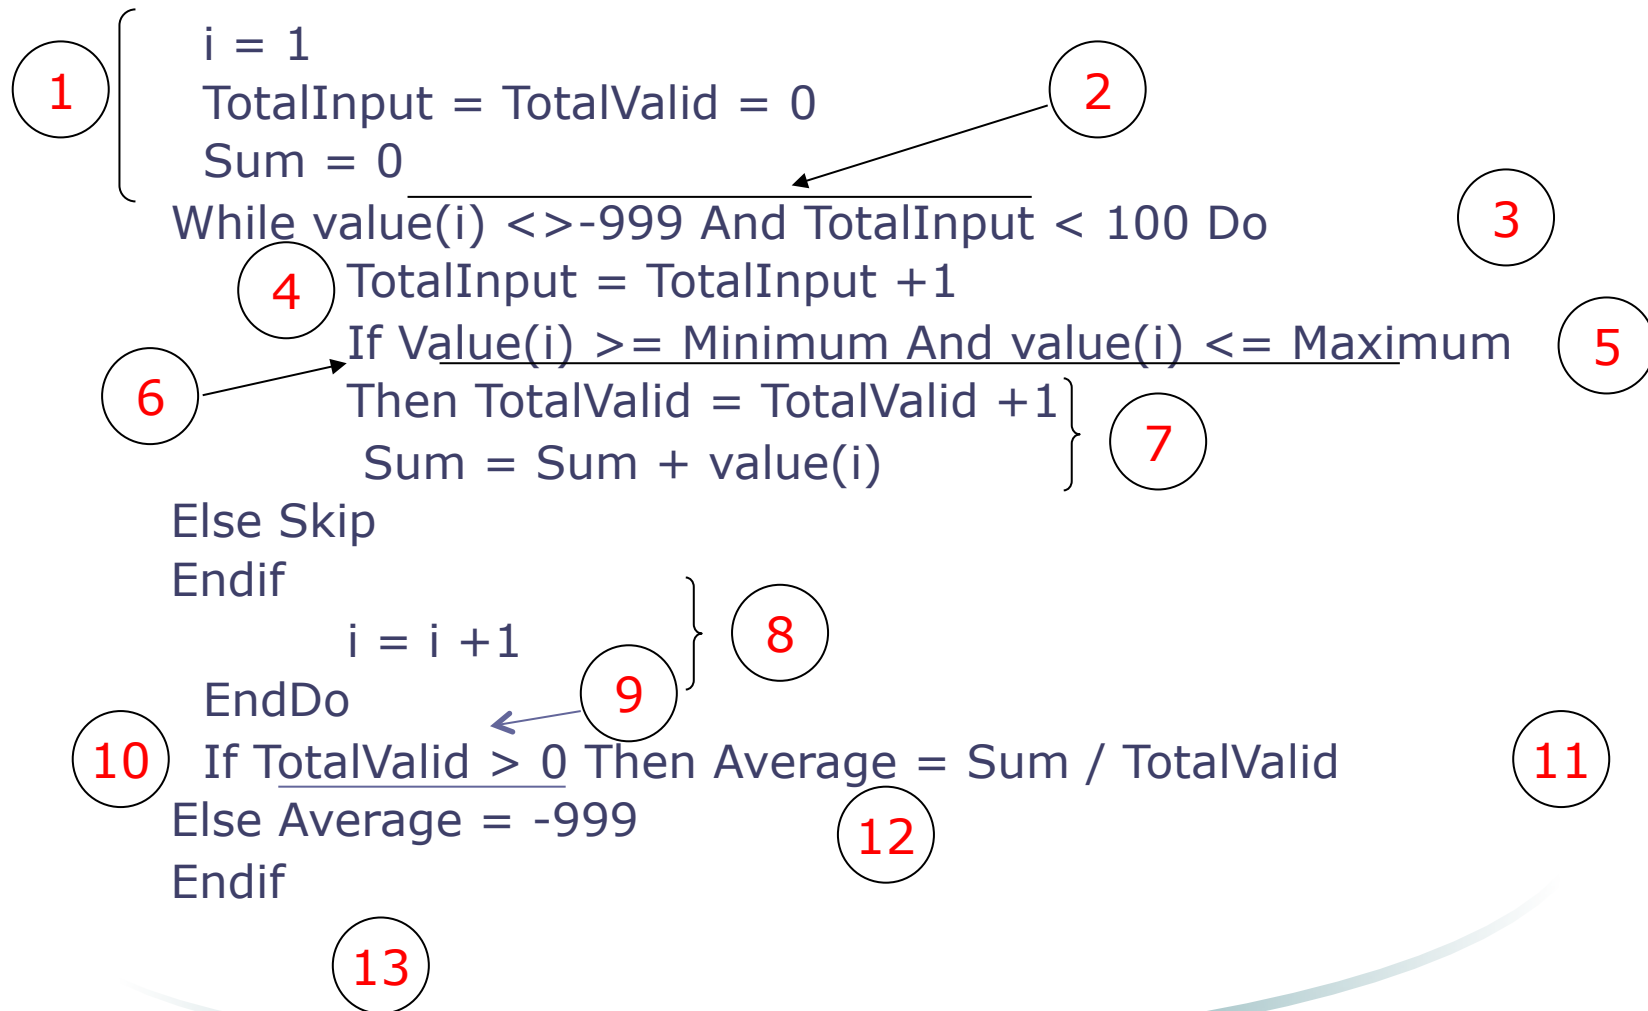 i = 1
1
TotalInput = TotalValid = 0
2
Sum = 0
While value(i) <>-999 And TotalInput < 100 Do
3
4
TotalInput = TotalInput +1
If Value(i) >= Minimum And value(i) <= Maximum
5
6
Then TotalValid = TotalValid +1
7
Sum = Sum + value(i)
Else Skip
Endif
i = i +1
8
9
EndDo
10
If TotalValid > 0 Then Average = Sum / TotalValid
11
Else Average = -999
12
Endif
13